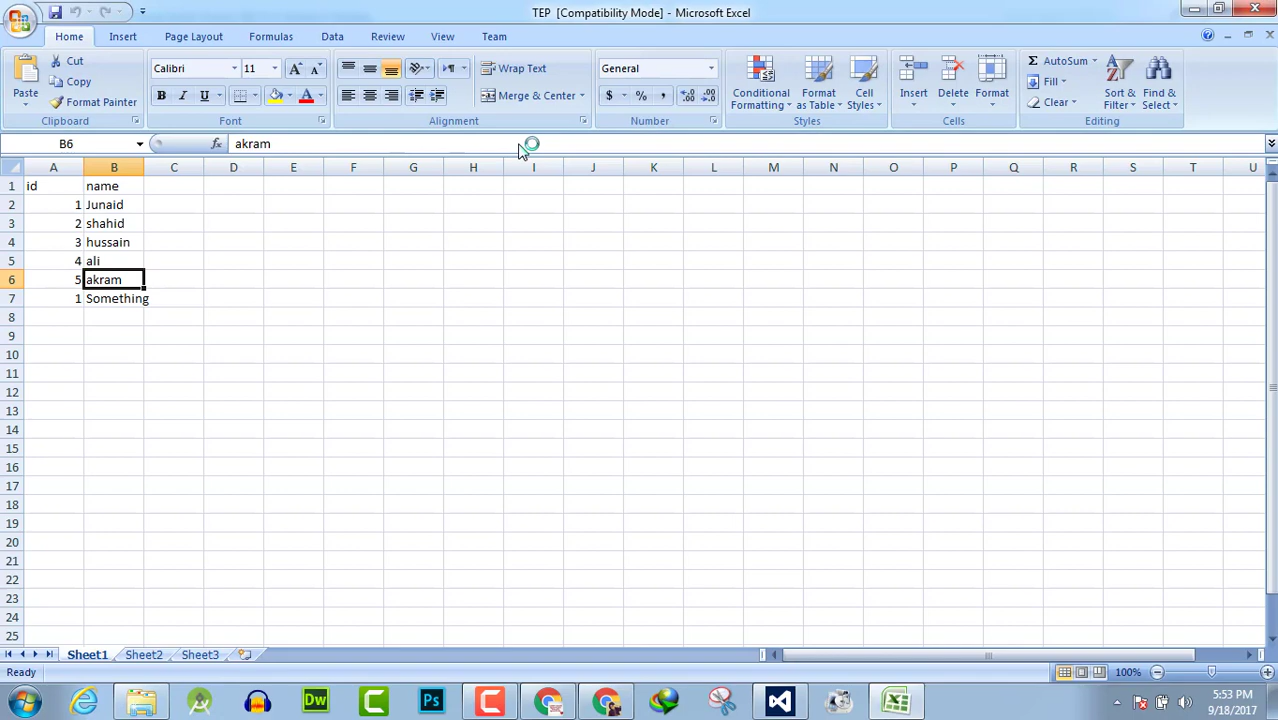 TEP [Compatibility Mode] - Microsoft Excel
Home Insert Page Layout Formulas Data Review View Team
Paste Cut Copy Format Painter Clipboard
Calibri 11 A A B I U A Font
Wrap Text Merge & Center Alignment
General $ % , Number
Conditional Formatting Format as Table Cell Styles Styles
Insert Delete Format Cells
Σ AutoSum Fill Clear Sort & Filter Find & Select Editing
B6 fx akram
A B C D E F G H I J K L M N O P Q R S T U
1 id name
2 1 Junaid
3 2 shahid
4 3 hussain
5 4 ali
6 5 akram
7 1 Something
8
9
10
11
12
13
14
15
16
17
18
19
20
21
22
23
24
25
Sheet1 Sheet2 Sheet3
Ready 100%
Dw C Ps C
5:53 PM
9/18/2017